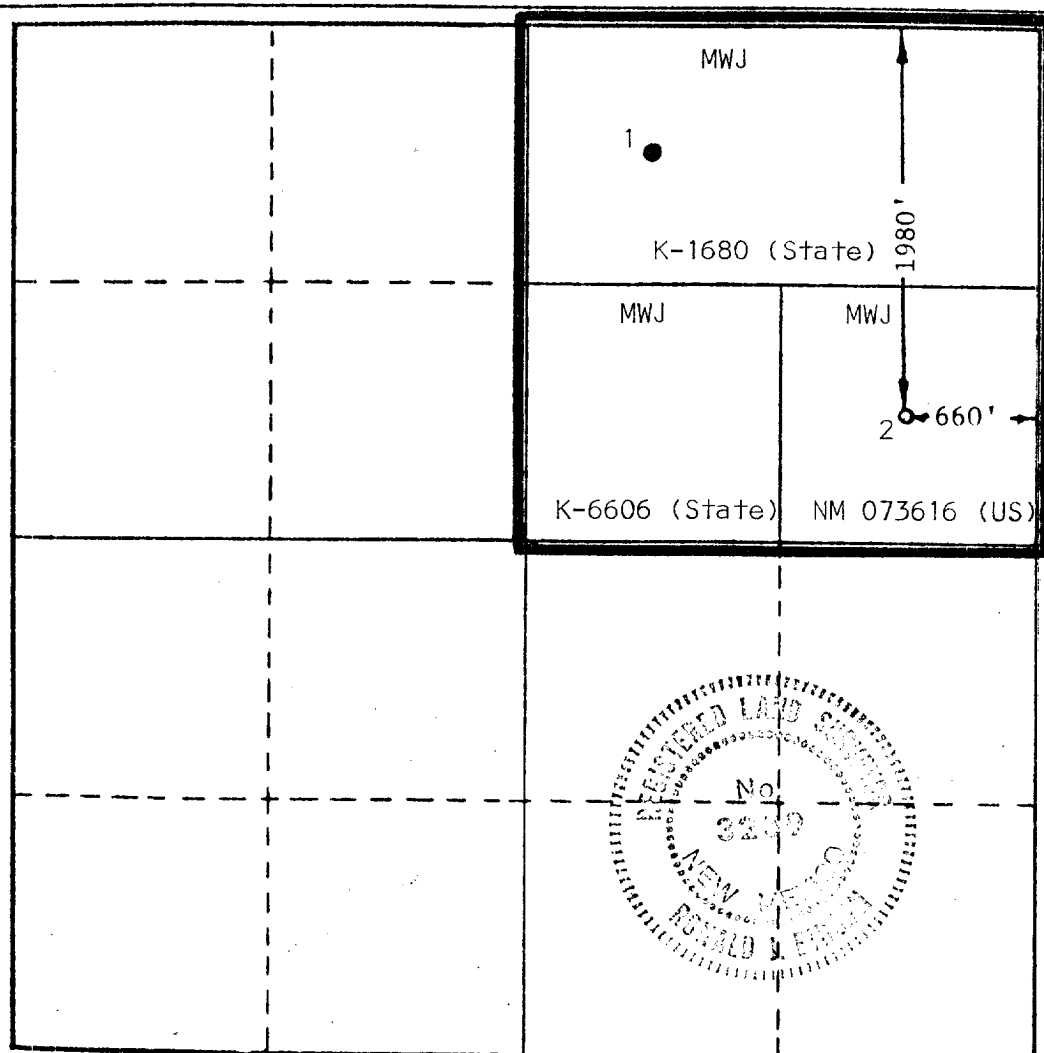 MWJ
1
1980'
K-1680 (State)
MWJ
MWJ
2
660'
K-6606 (State)
NM 073616 (US)
REGISTERED LAND
No
NEW MEXICO
RONALD